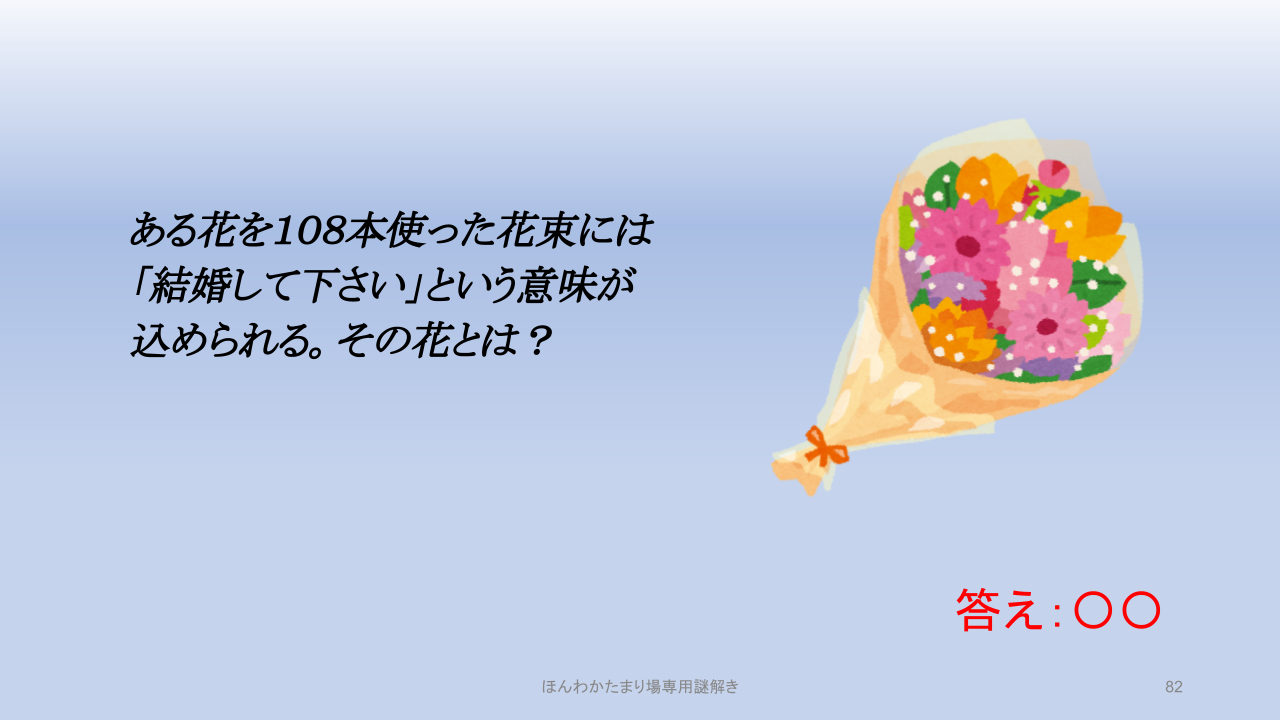 ある花を108本使った花束には
「結婚して下さい」という意味が
込められる。その花とは？
答え：〇〇
ほんわかたまり場専用謎解き
82